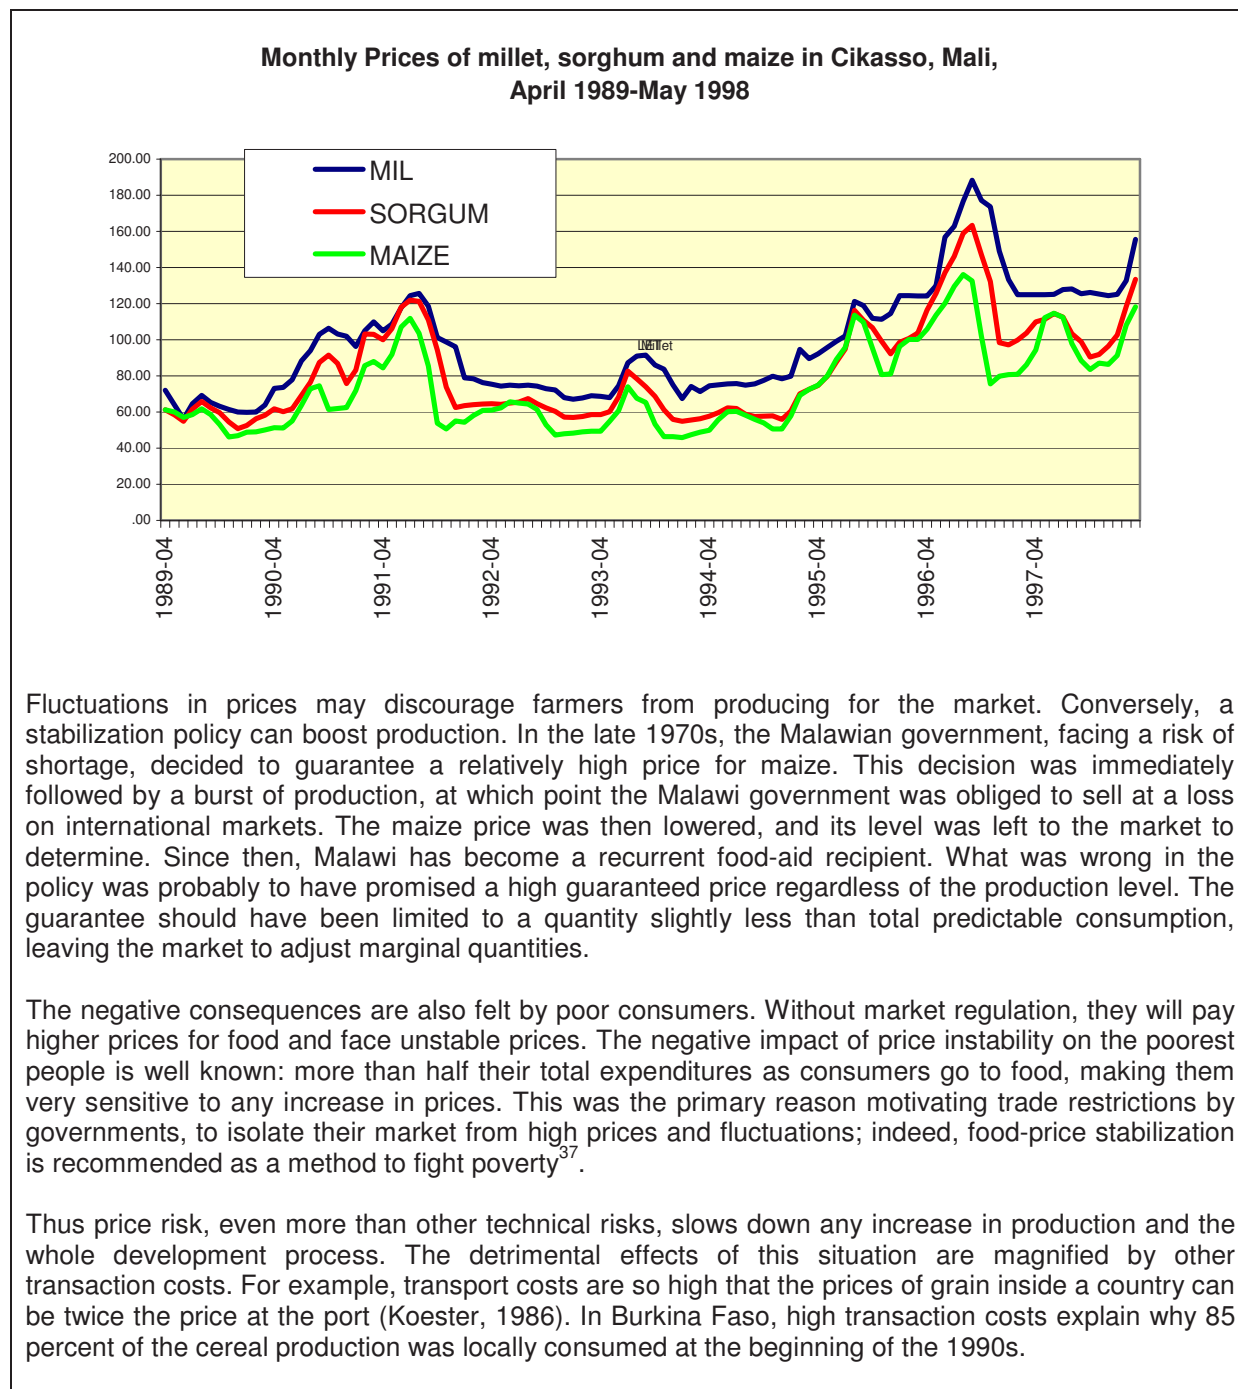 Monthly Prices of millet, sorghum and maize in Cikasso, Mali,
April 1989-May 1998
200.00
180.00
160.00
140.00
120.00
100.00
80.00
60.00
40.00
20.00
.00
MIL
SORGUM
MAIZE
1989-04
1990-04
1991-04
1992-04
1993-04
1994-04
1995-04
1996-04
1997-04
Fluctuations in prices may discourage farmers from producing for the market. Conversely, a
stabilization policy can boost production. In the late 1970s, the Malawian government, facing a risk of
shortage, decided to guarantee a relatively high price for maize. This decision was immediately
followed by a burst of production, at which point the Malawi government was obliged to sell at a loss
on international markets. The maize price was then lowered, and its level was left to the market to
determine. Since then, Malawi has become a recurrent food-aid recipient. What was wrong in the
policy was probably to have promised a high guaranteed price regardless of the production level. The
guarantee should have been limited to a quantity slightly less than total predictable consumption,
leaving the market to adjust marginal quantities.
The negative consequences are also felt by poor consumers. Without market regulation, they will pay
higher prices for food and face unstable prices. The negative impact of price instability on the poorest
people is well known: more than half their total expenditures as consumers go to food, making them
very sensitive to any increase in prices. This was the primary reason motivating trade restrictions by
governments, to isolate their market from high prices and fluctuations; indeed, food-price stabilization
is recommended as a method to fight poverty37.
Thus price risk, even more than other technical risks, slows down any increase in production and the
whole development process. The detrimental effects of this situation are magnified by other
transaction costs. For example, transport costs are so high that the prices of grain inside a country can
be twice the price at the port (Koester, 1986). In Burkina Faso, high transaction costs explain why 85
percent of the cereal production was locally consumed at the beginning of the 1990s.